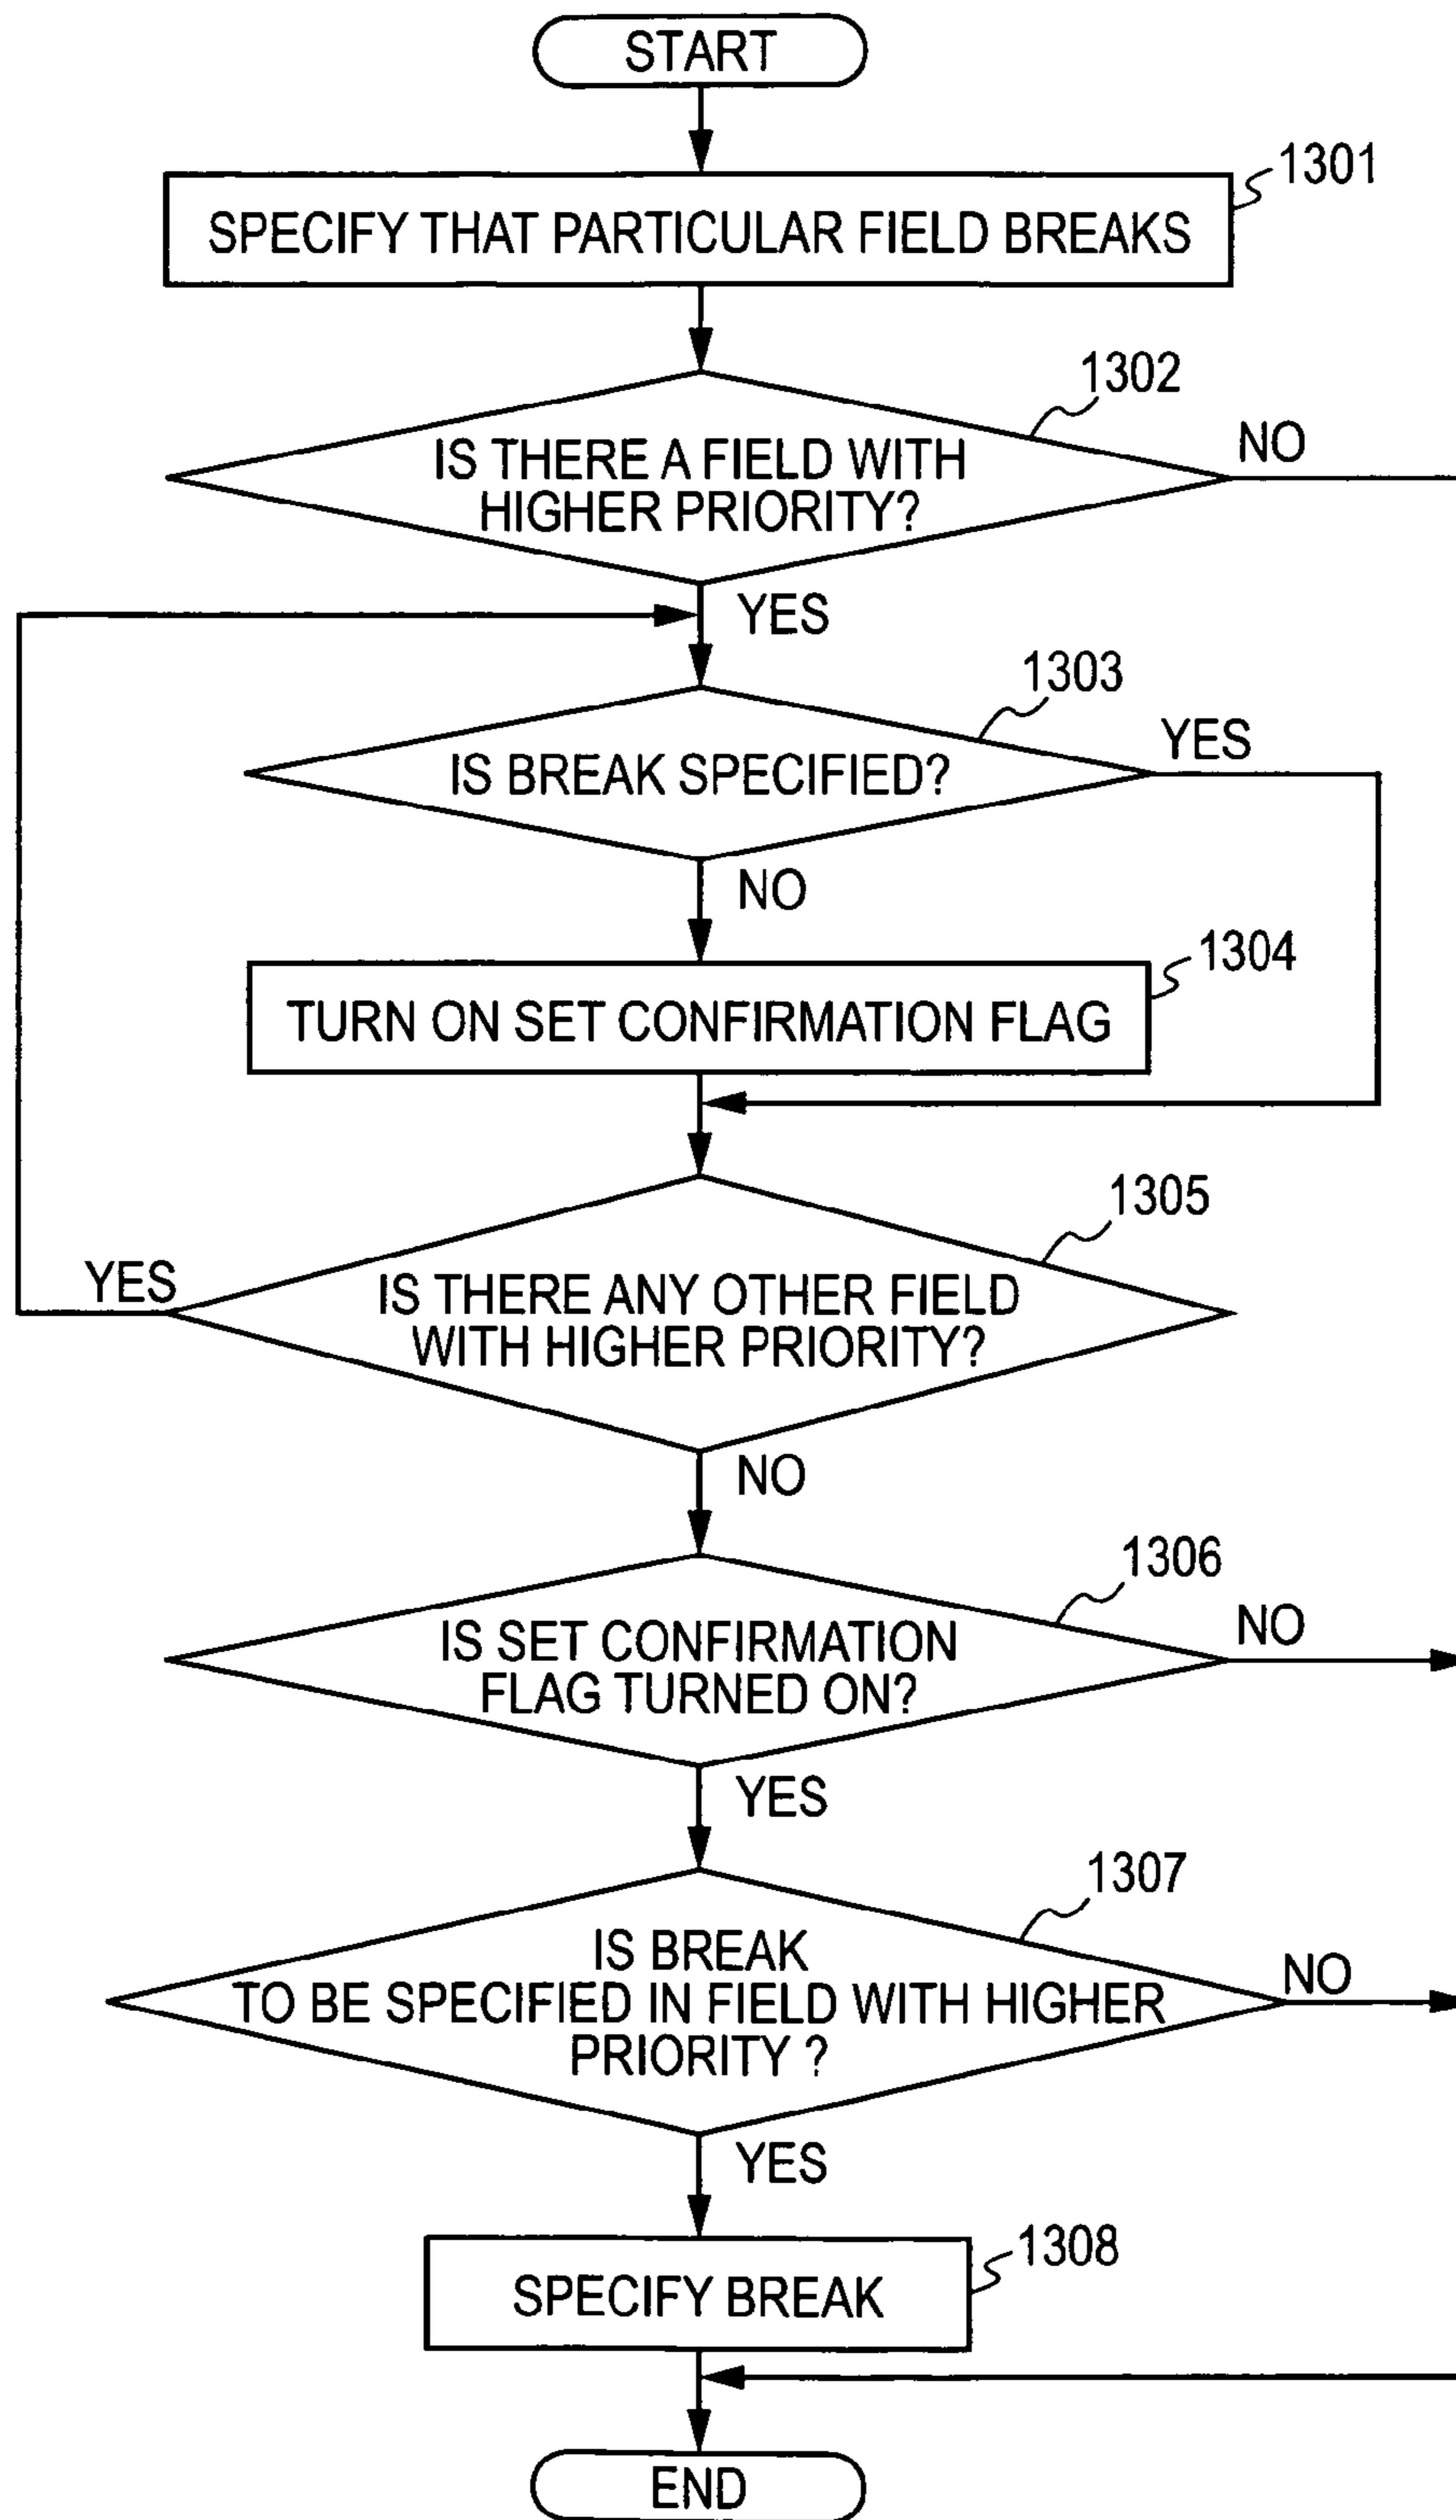 START
1301
SPECIFY THAT PARTICULAR FIELD BREAKS
1302
NO
IS THERE A FIELD WITH
HIGHER PRIORITY?
YES
1303
YES
IS BREAK SPECIFIED?
NO
1304
TURN ON SET CONFIRMATION FLAG
1305
YES
IS THERE ANY OTHER FIELD
WITH HIGHER PRIORITY?
NO
1306
NO
IS SET CONFIRMATION
FLAG TURNED ON?
YES
1307
IS BREAK
NO
TO BE SPECIFIED IN FIELD WITH HIGHER
PRIORITY ?
YES
1308
SPECIFY BREAK
END